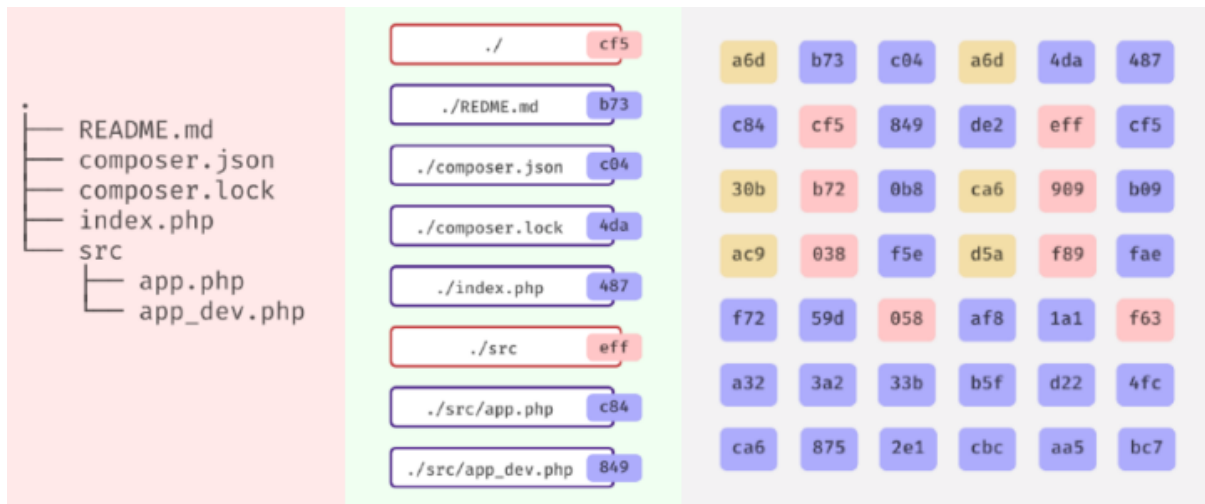 .
README.md
composer.json
composer.lock
index.php
src
app.php
app_dev.php
./ cf5
./REDME.md b73
./composer.json c04
./composer.lock 4da
./index.php 487
./src eff
./src/app.php c84
./src/app_dev.php 849
a6d b73 c04 a6d 4da 487
c84 cf5 849 de2 eff cf5
30b b72 0b8 ca6 909 b09
ac9 038 f5e d5a f89 fae
f72 59d 058 af8 1a1 f63
a32 3a2 33b b5f d22 4fc
ca6 875 2e1 cbc aa5 bc7